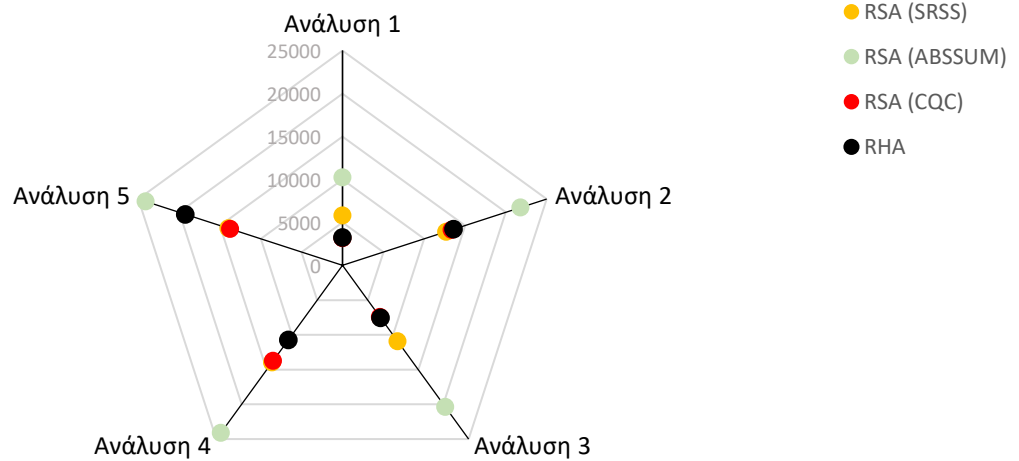 Ανάλυση 1
25000
20000
15000
10000
5000
0
Ανάλυση 2
Ανάλυση 3
Ανάλυση 4
Ανάλυση 5
RSA (SRSS)
RSA (ABSSUM)
RSA (CQC)
RHA